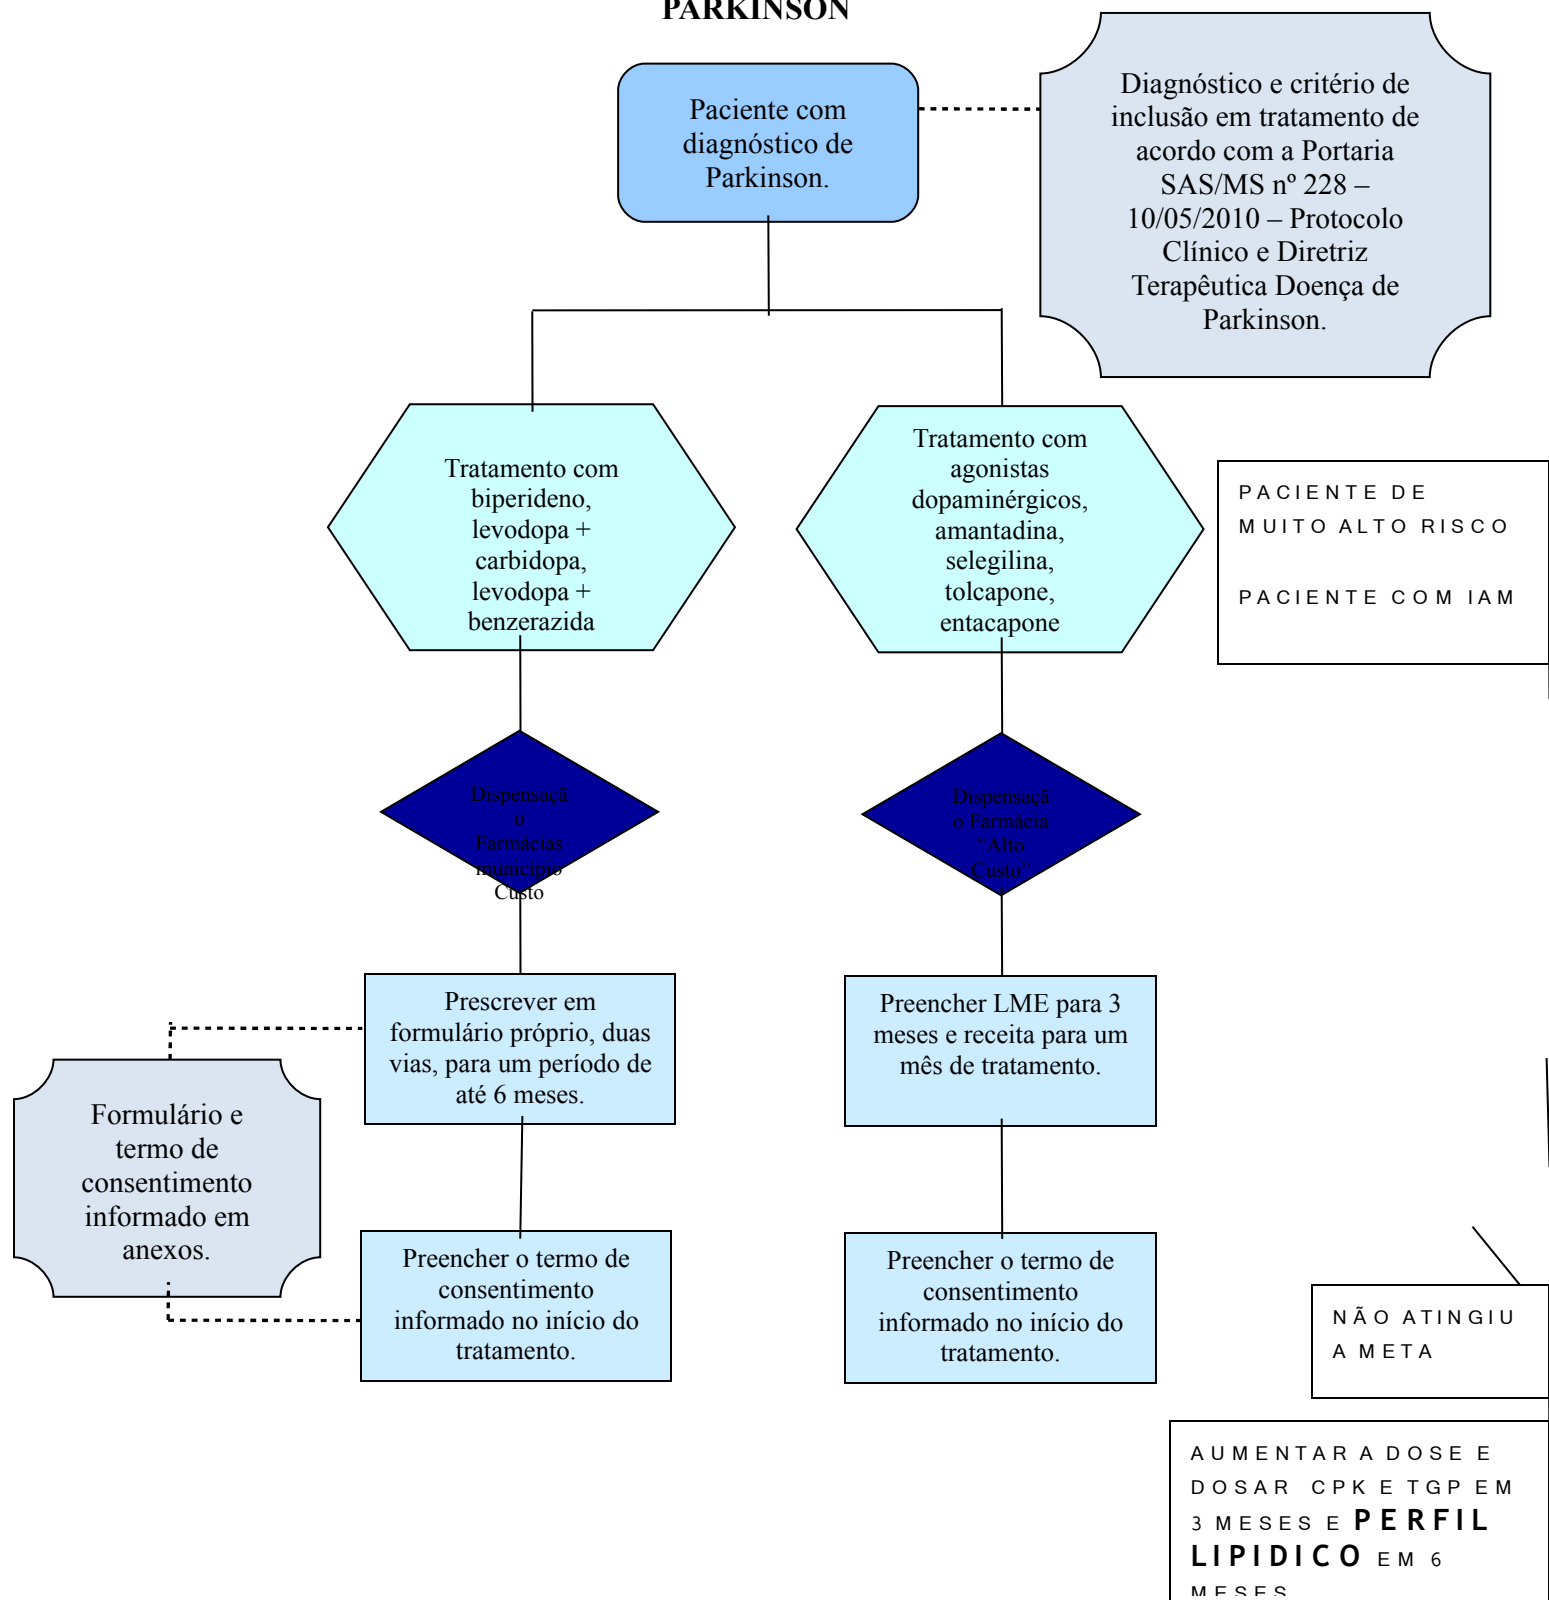 PARKINSON
Paciente com
diagnóstico de
Parkinson.
Diagnóstico e critério de
inclusão em tratamento de
acordo com a Portaria
SAS/MS nº 228 –
10/05/2010 – Protocolo
Clínico e Diretriz
Terapêutica Doença de
Parkinson.
Tratamento com
biperideno,
levodopa +
carbidopa,
levodopa +
benzerazida
Tratamento com
agonistas
dopaminérgicos,
amantadina,
selegilina,
tolcapone,
entacapone
PACIENTE DE
MUITO ALTO RISCO
PACIENTE COM IAM
Dispensaçã
o
Farmácias
município
Custo
Dispensaçã
o Farmácia
“Alto
Custo”
Prescrever em
formulário próprio, duas
vias, para um período de
até 6 meses.
Preencher LME para 3
meses e receita para um
mês de tratamento.
Formulário e
termo de
consentimento
informado em
anexos.
Preencher o termo de
consentimento
informado no início do
tratamento.
Preencher o termo de
consentimento
informado no início do
tratamento.
NÃO ATINGIU
A META
AUMENTAR A DOSE E
DOSAR CPK E TGP EM
3 MESES E PERFIL
LIPIDICO EM 6
MESES